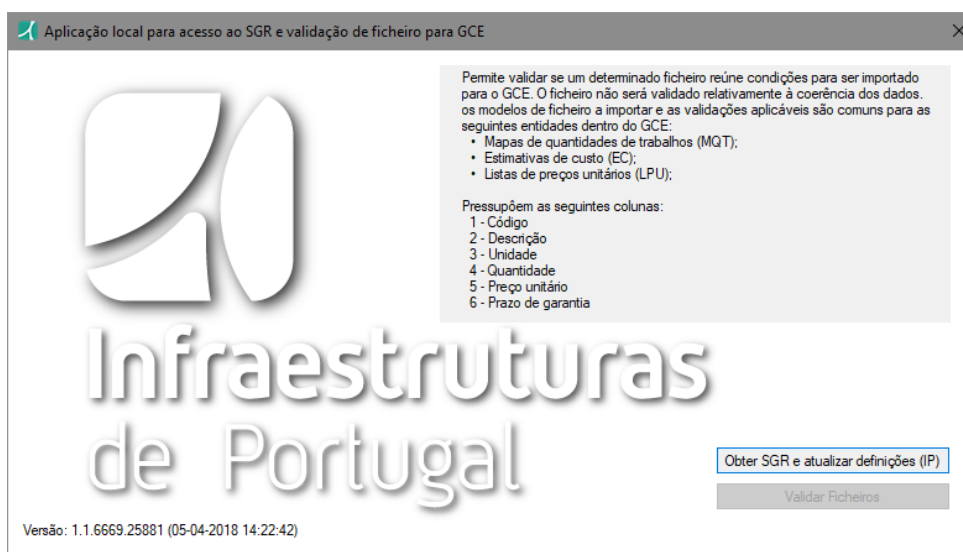 Aplicação local para acesso ao SGR e validação de ficheiro para GCE
Permite validar se um determinado ficheiro reúne condições para ser importado
para o GCE. O ficheiro não será validado relativamente à coerência dos dados.
os modelos de ficheiro a importar e as validações aplicáveis são comuns para as
seguintes entidades dentro do GCE:
• Mapas de quantidades de trabalhos (MQT);
• Estimativas de custo (EC);
• Listas de preços unitários (LPU);
Pressupõem as seguintes colunas:
1 - Código
2 - Descrição
3 - Unidade
4 - Quantidade
5 - Preço unitário
6 - Prazo de garantia
Infraestruturas
de Portugal
Obter SGR e atualizar definições (IP)
Validar Ficheiros
Versão: 1.1.6669.25881 (05-04-2018 14:22:42)